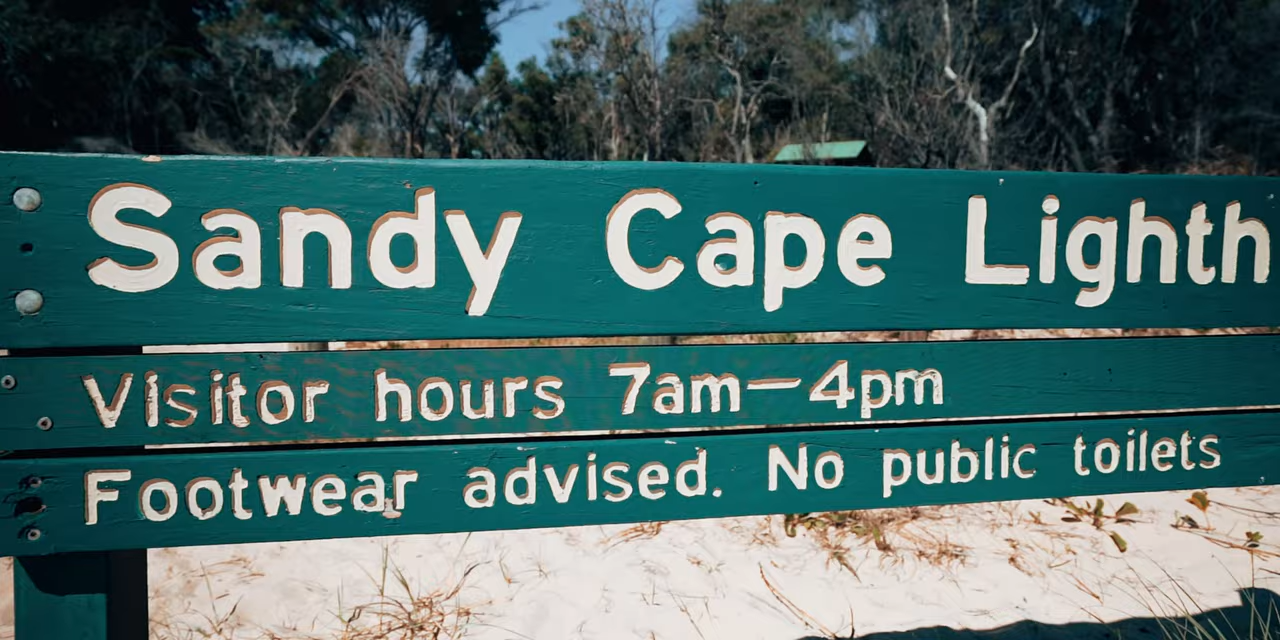 Sandy Cape Lighth
Visitor hours 7am—4pm
Footwear advised. No public toilets